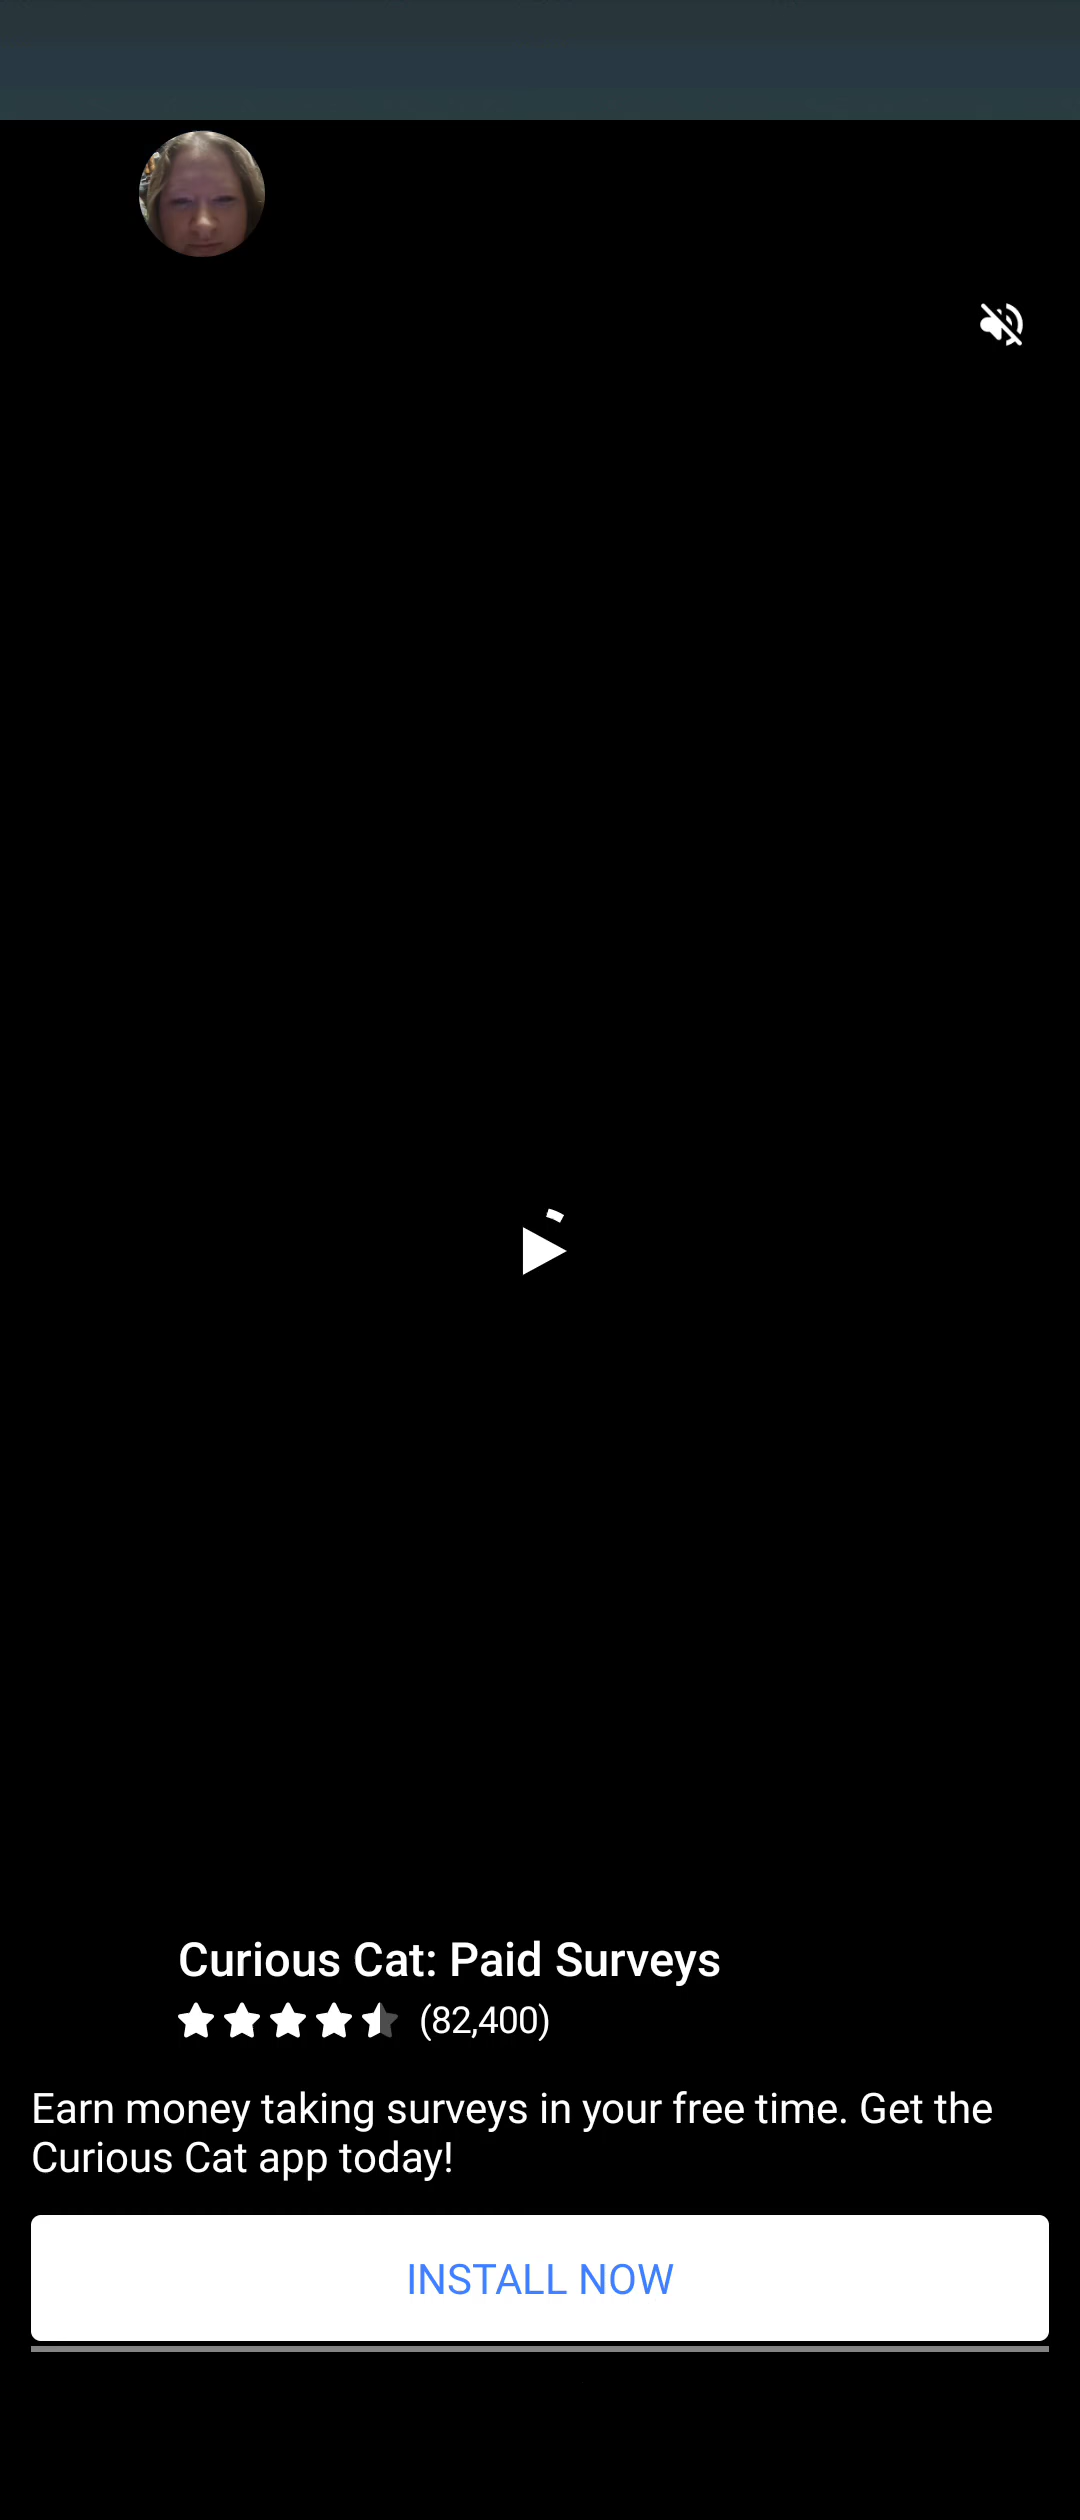 Curious Cat: Paid Surveys
(82,400)
Earn money taking surveys in your free time. Get the
Curious Cat app today!
INSTALL NOW